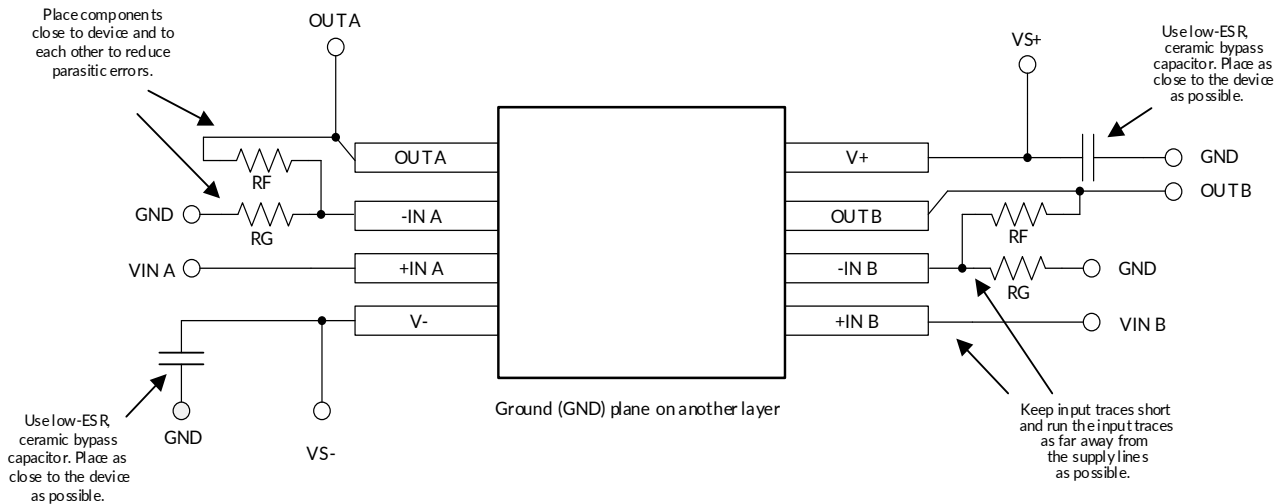 Place components
close to device and to
each other to reduce
parasitic errors.
OUT A
VS+
Use low-ESR,
ceramic bypass
capacitor. Place as
close to the device
as possible.
OUT A
V+
GND
RF
OUT B
GND
-IN A
OUT B
RG
RF
VIN A
+IN A
-IN B
GND
RG
V-
+IN B
VIN B
Ground (GND) plane on another layer
Use low-ESR,
ceramic bypass
capacitor. Place as
close to the device
as possible.
GND
VS-
Keep input traces short
and run the input traces
as far away from
the supply lines
as possible.